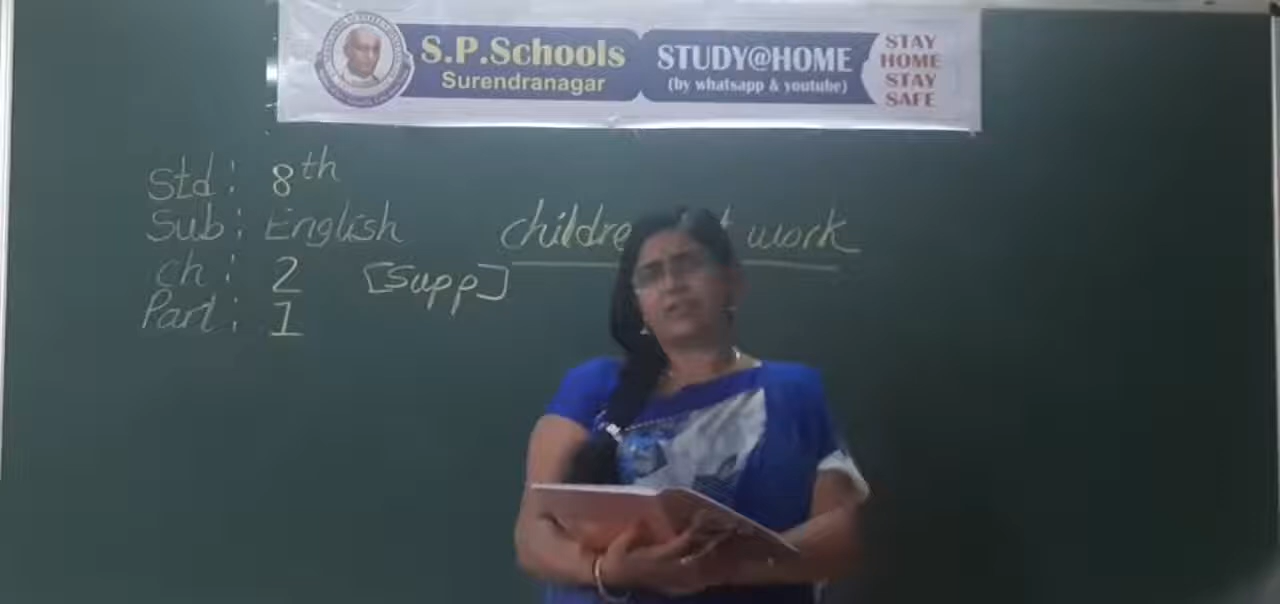 S.P.Schools
Surendranagar
STUDY@HOME
(by whatsapp & youtube)
STAY
HOME
STAY
SAFE
Std: 8th
Sub: English
childre t work
ch: 2 [Supp]
Part: 1